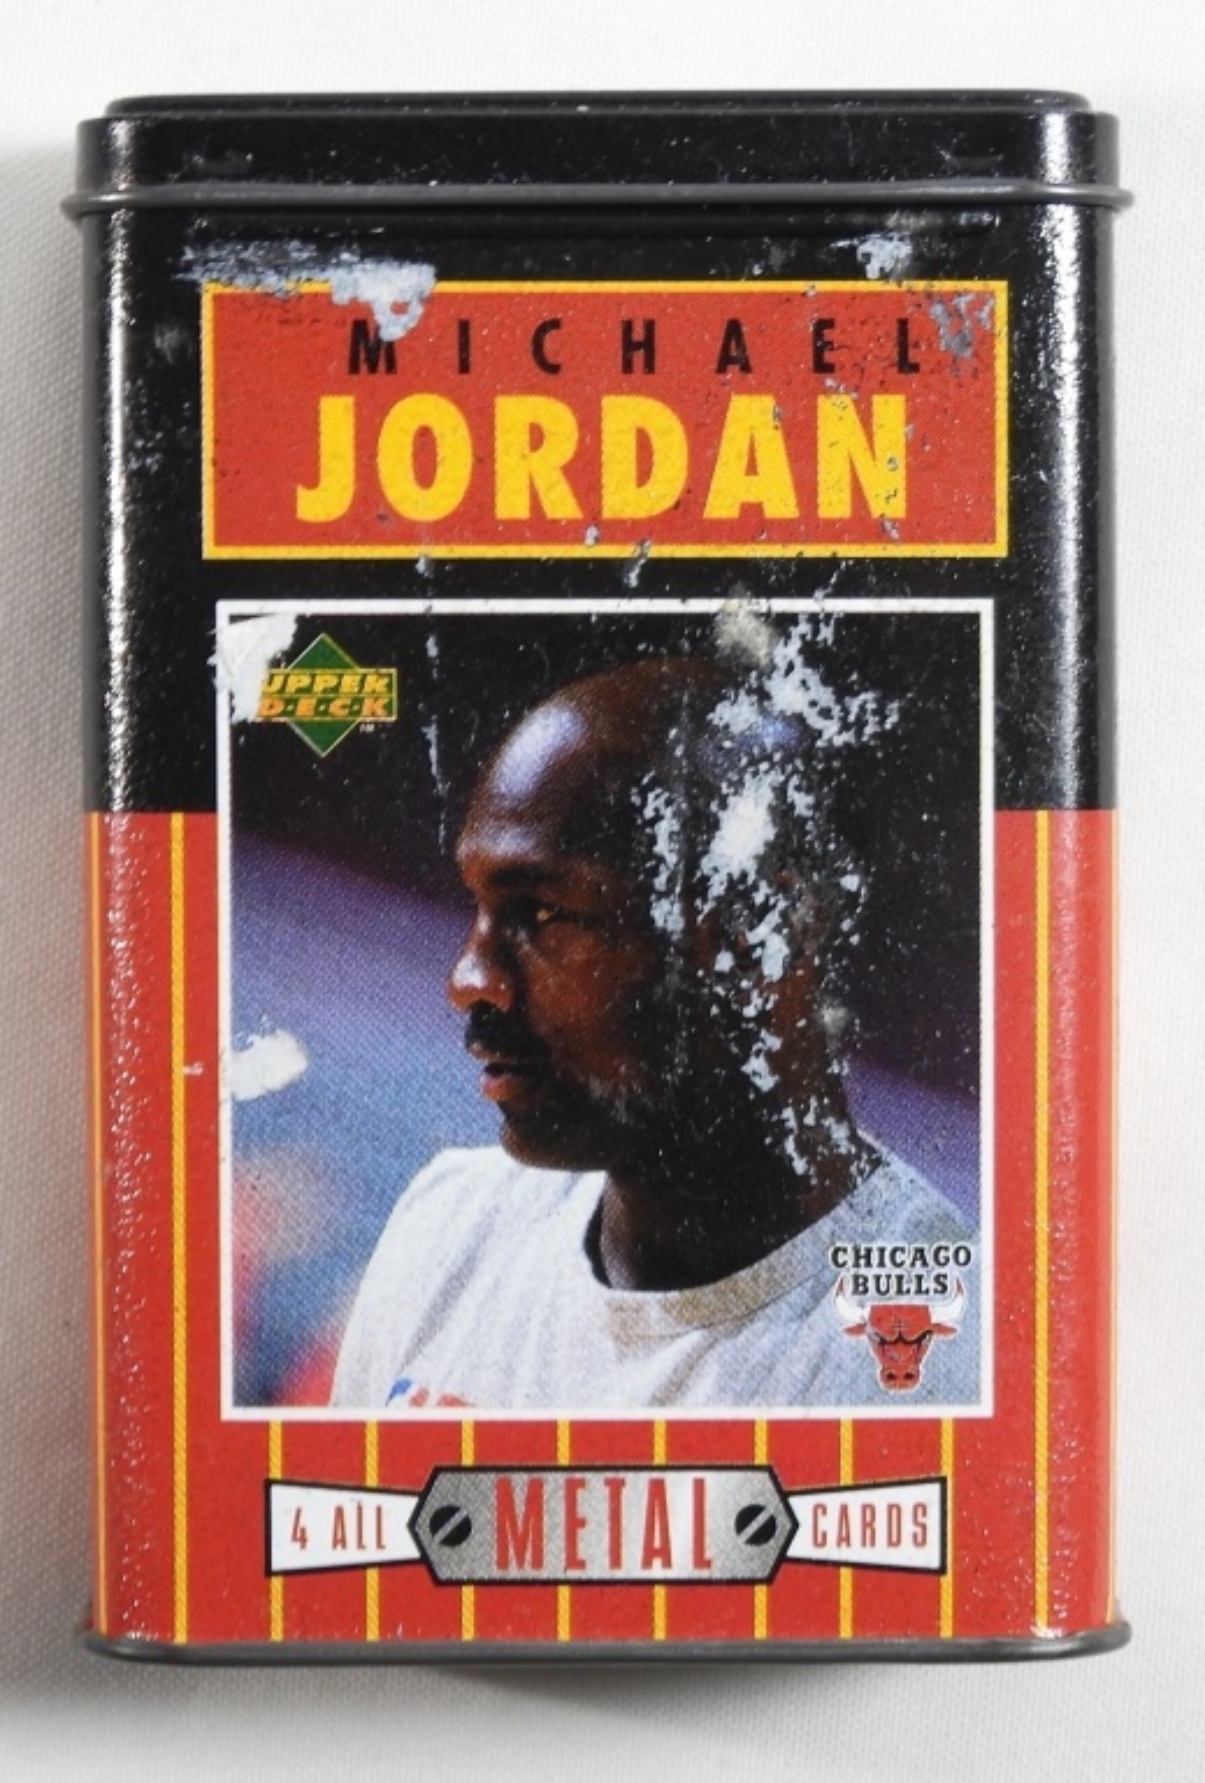 MICHAEL
JORDAN
UPPER
DECK
CHICAGO
BULLS
4 ALL METAL CARDS